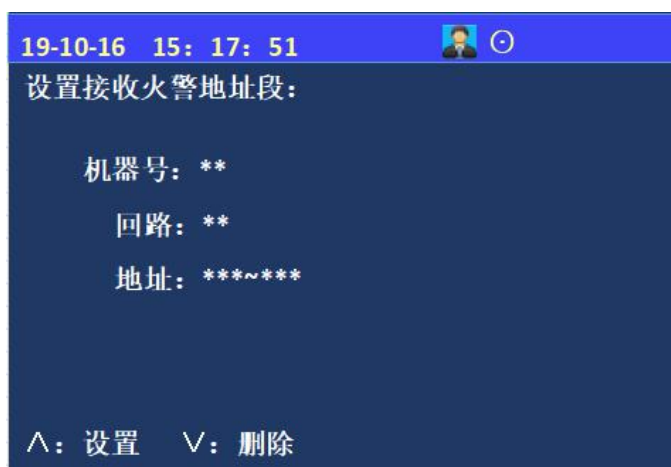 19-10-16 15：17：51
设置接收火警地址段：
机器号：**
回路：**
地址：***~***
∧：设置 ∨：删除